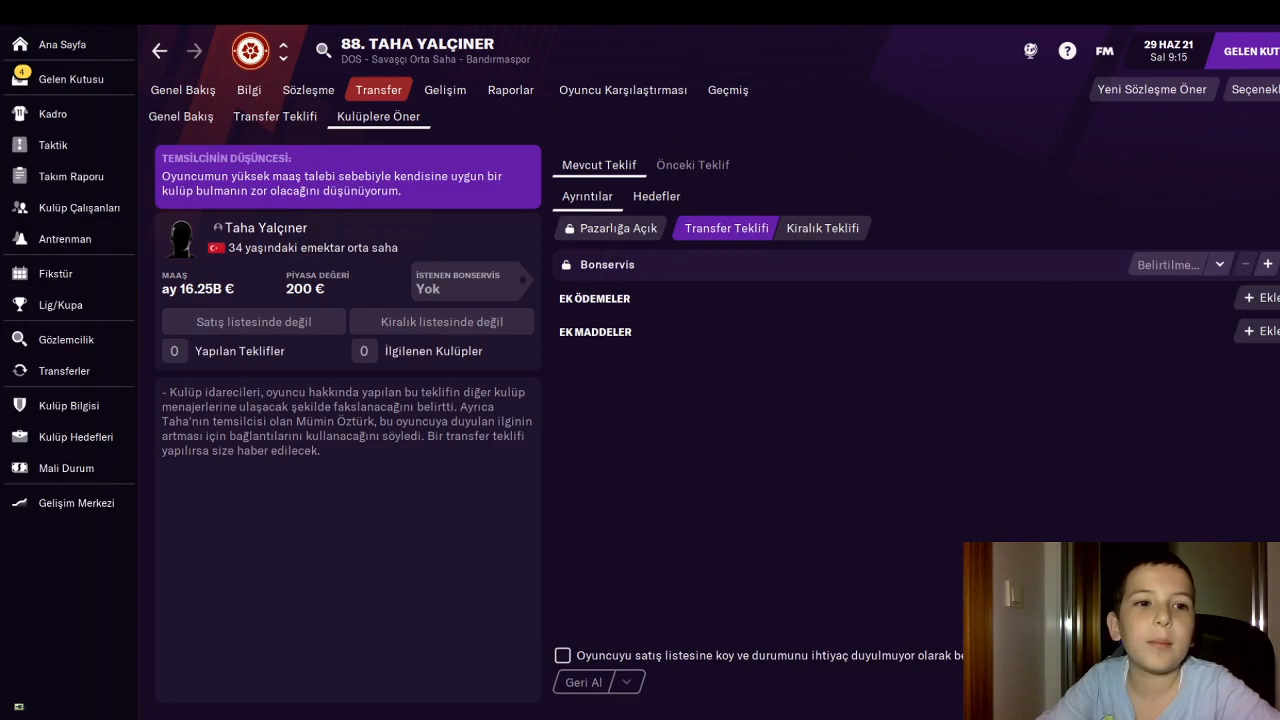 Ana Sayfa
4
Gelen Kutusu
Kadro
Taktik
Takım Raporu
Kulüp Çalışanları
Antrenman
Fikstür
Lig/Kupa
Gözlemcilik
Transferler
Kulüp Bilgisi
Kulüp Hedefleri
Mali Durum
Gelişim Merkezi
88. TAHA YALÇINER
DOS - Savaşçı Orta Saha - Bandırmaspor
FM
29 HAZ 21
Sal 9:15
GELEN KUT
Genel Bakış Bilgi Sözleşme Transfer Gelişim Raporlar Oyuncu Karşılaştırması Geçmiş
Yeni Sözleşme Öner Seçenekl
Genel Bakış Transfer Teklifi Kulüplere Öner
TEMSİLCİNİN DÜŞÜNCESİ:
Oyuncumun yüksek maaş talebi sebebiyle kendisine uygun bir
kulüp bulmanın zor olacağını düşünüyorum.
Taha Yalçıner
34 yaşındaki emektar orta saha
MAAŞ PİYASA DEĞERİ İSTENEN BONSERVİS
ay 16.25B € 200 € Yok
Satış listesinde değil Kiralık listesinde değil
0 Yapılan Teklifler 0 İlgilenen Kulüpler
- Kulüp idarecileri, oyuncu hakkında yapılan bu teklifin diğer kulüp
menajerlerine ulaşacak şekilde fakslanacağını belirtti. Ayrıca
Taha'nın temsilcisi olan Mümin Öztürk, bu oyuncuya duyulan ilginin
artması için bağlantılarını kullanacağını söyledi. Bir transfer teklifi
yapılırsa size haber edilecek.
Mevcut Teklif Önceki Teklif
Ayrıntılar Hedefler
Pazarlığa Açık Transfer Teklifi Kiralık Teklifi
Bonservis Belirtilme... − +
EK ÖDEMELER + Ekle
EK MADDELER + Ekle
Oyuncuyu satış listesine koy ve durumunu ihtiyaç duyulmuyor olarak be
Geri Al